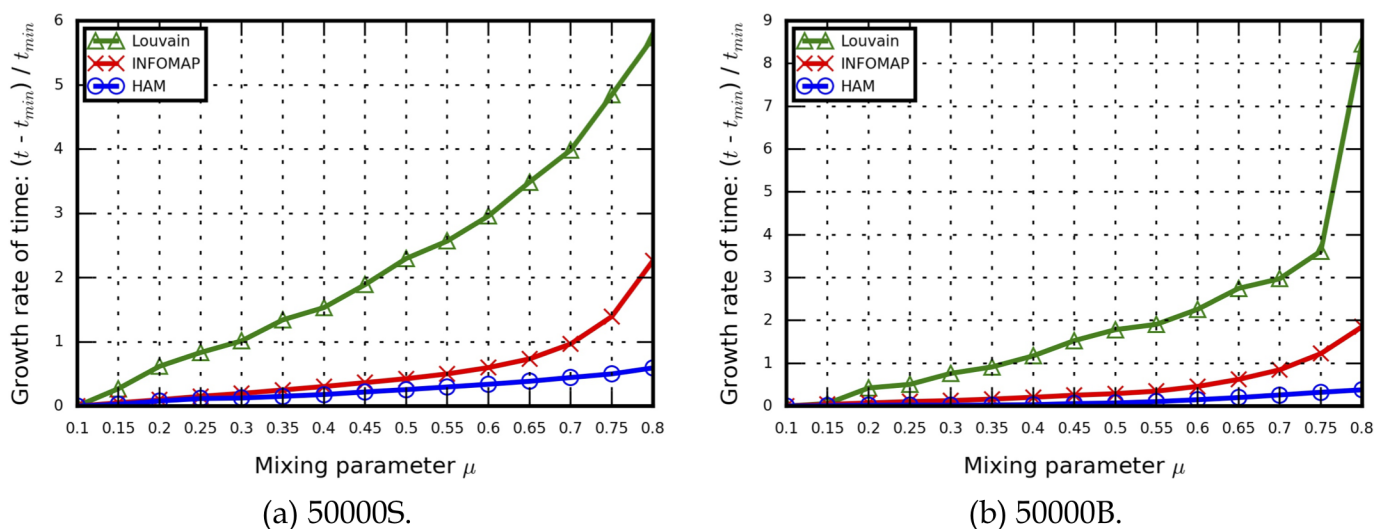 Growth rate of time: (t - t_min) / t_min
6
5
4
3
2
1
0
Louvain
INFOMAP
HAM
0.1 0.15 0.2 0.25 0.3 0.35 0.4 0.45 0.5 0.55 0.6 0.65 0.7 0.75 0.8
Mixing parameter μ
(a) 50000S.
Growth rate of time: (t - t_min) / t_min
9
8
7
6
5
4
3
2
1
0
Louvain
INFOMAP
HAM
0.1 0.15 0.2 0.25 0.3 0.35 0.4 0.45 0.5 0.55 0.6 0.65 0.7 0.75 0.8
Mixing parameter μ
(b) 50000B.